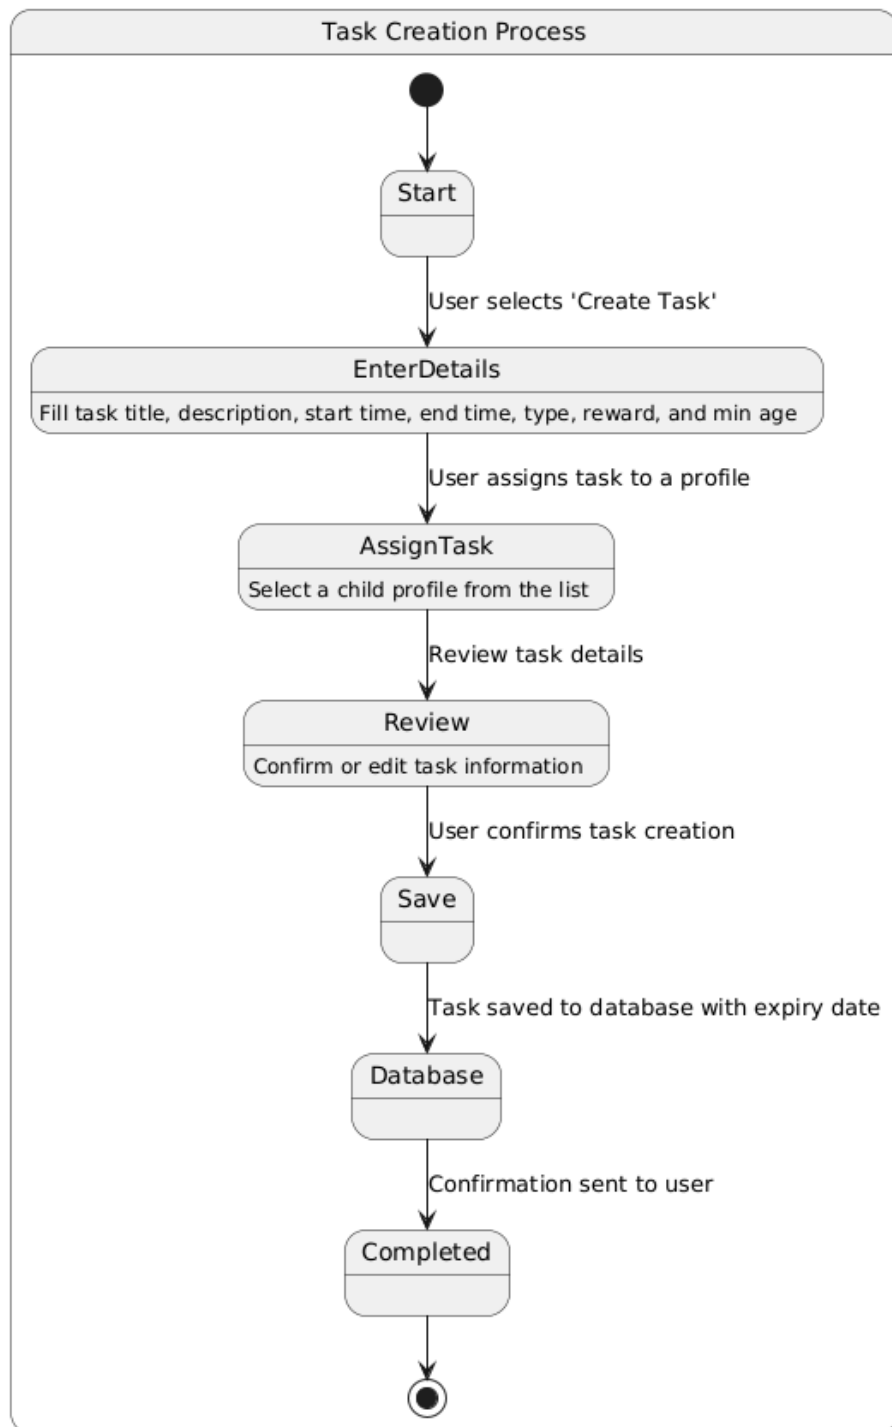 Task Creation Process
Start
User selects 'Create Task'
EnterDetails
Fill task title, description, start time, end time, type, reward, and min age
User assigns task to a profile
AssignTask
Select a child profile from the list
Review task details
Review
Confirm or edit task information
User confirms task creation
Save
Task saved to database with expiry date
Database
Confirmation sent to user
Completed